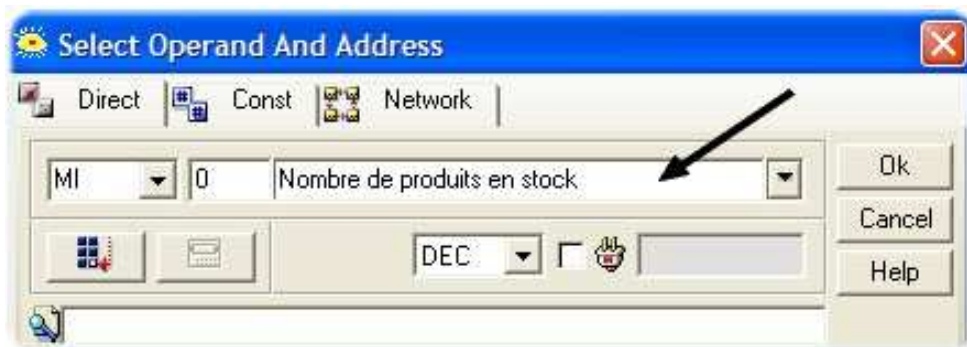 Select Operand And Address
Direct Const Network
MI 0 Nombre de produits en stock Ok
Cancel
DEC Help